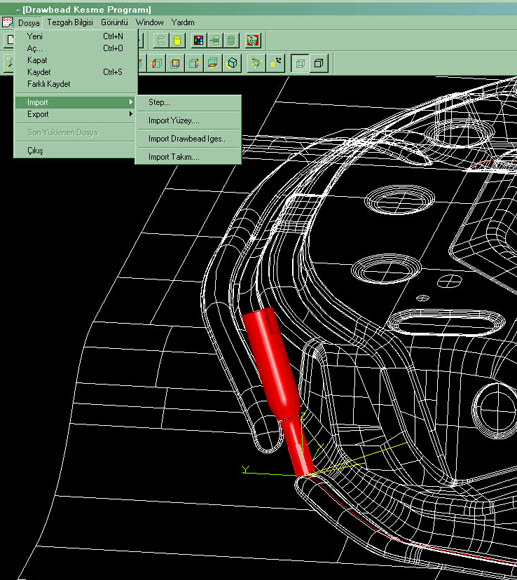 - [Drawbead Kesme Programı]
Dosya Tezgah Bilgisi Görüntü Window Yardım
Yeni Ctrl+N
Aç... Ctrl+O
Kapat
Kaydet Ctrl+S
Farklı Kaydet
Import
Export
Son Yüklenen Dosya
Çıkış
Step...
Import Yüzey....
Import Drawbead Iges..
Import Takım....
Y